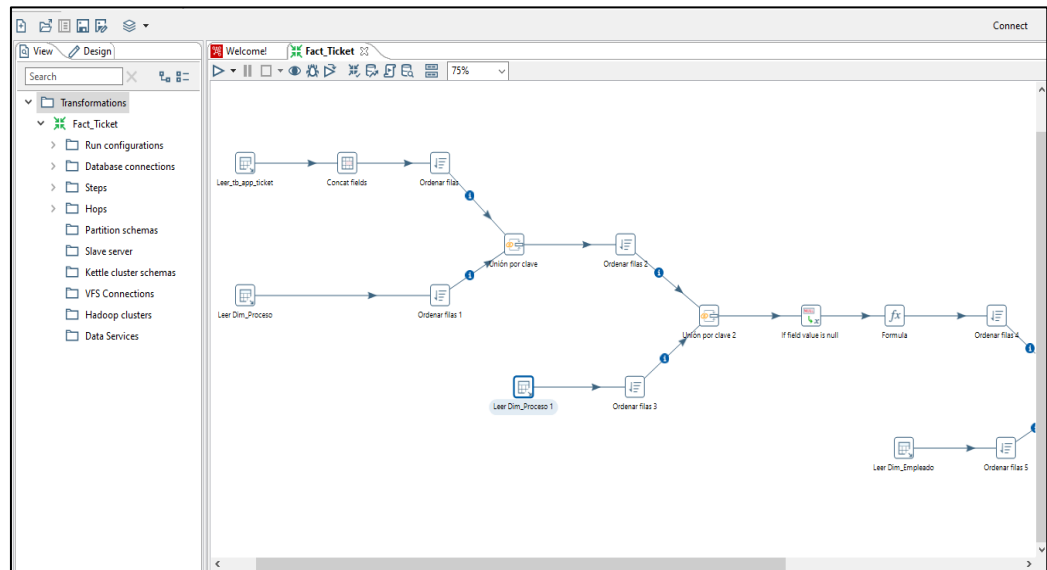 Connect
View
Design
Welcome!
Fact_Ticket
Search
75%
Transformations
Fact_Ticket
Run configurations
Database connections
Steps
Hops
Partition schemas
Slave server
Kettle cluster schemas
VFS Connections
Hadoop clusters
Data Services
Leer_tb_app_ticket
Concat fields
Ordenar filas
Unión por clave
Ordenar filas 2
Leer Dim_Proceso
Ordenar filas 1
Unión por clave 2
If field value is null
Formula
Ordenar filas 4
Leer Dim_Proceso 1
Ordenar filas 3
Leer Dim_Empleado
Ordenar filas 5